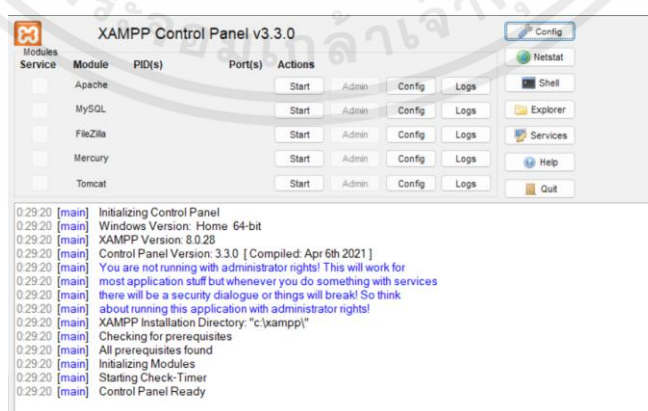 XAMPP Control Panel v3.3.0
Modules
Service Module PID(s) Port(s) Actions
Apache Start Admin Config Logs
MySQL Start Admin Config Logs
FileZilla Start Admin Config Logs
Mercury Start Admin Config Logs
Tomcat Start Admin Config Logs
Config
Netstat
Shell
Explorer
Services
Help
Quit
0:29:20 [main] Initializing Control Panel
0:29:20 [main] Windows Version: Home 64-bit
0:29:20 [main] XAMPP Version: 8.0.28
0:29:20 [main] Control Panel Version: 3.3.0 [ Compiled: Apr 6th 2021 ]
0:29:20 [main] You are not running with administrator rights! This will work for
0:29:20 [main] most application stuff but whenever you do something with services
0:29:20 [main] there will be a security dialogue or things will break! So think
0:29:20 [main] about running this application with administrator rights!
0:29:20 [main] XAMPP Installation Directory: "c:\xampp\"
0:29:20 [main] Checking for prerequisites
0:29:20 [main] All prerequisites found
0:29:20 [main] Initializing Modules
0:29:20 [main] Starting Check-Timer
0:29:20 [main] Control Panel Ready